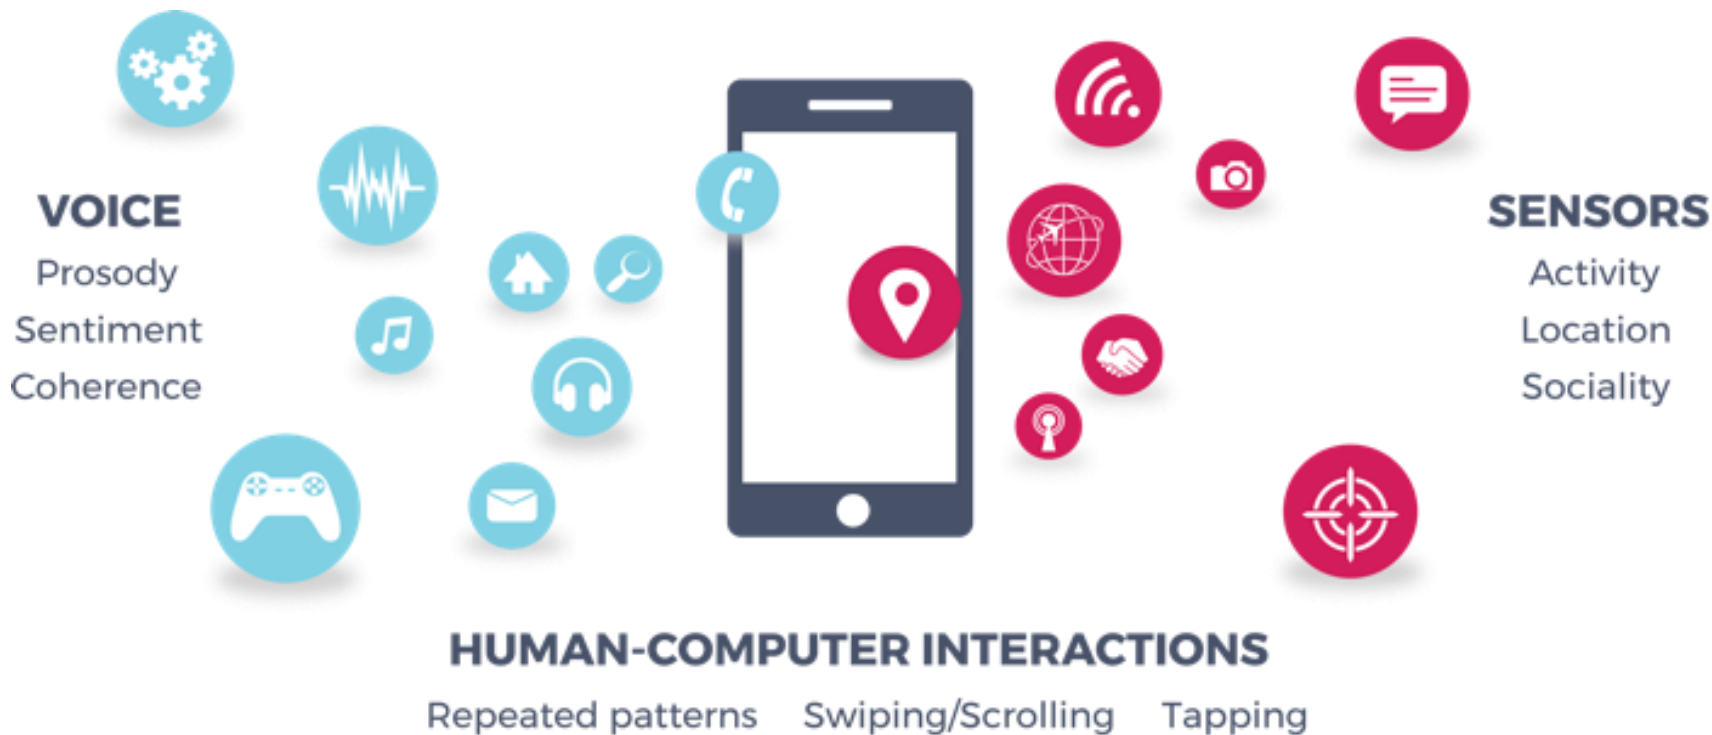 VOICE
Prosody
Sentiment
Coherence
SENSORS
Activity
Location
Sociality
HUMAN-COMPUTER INTERACTIONS
Repeated patterns Swiping/Scrolling Tapping